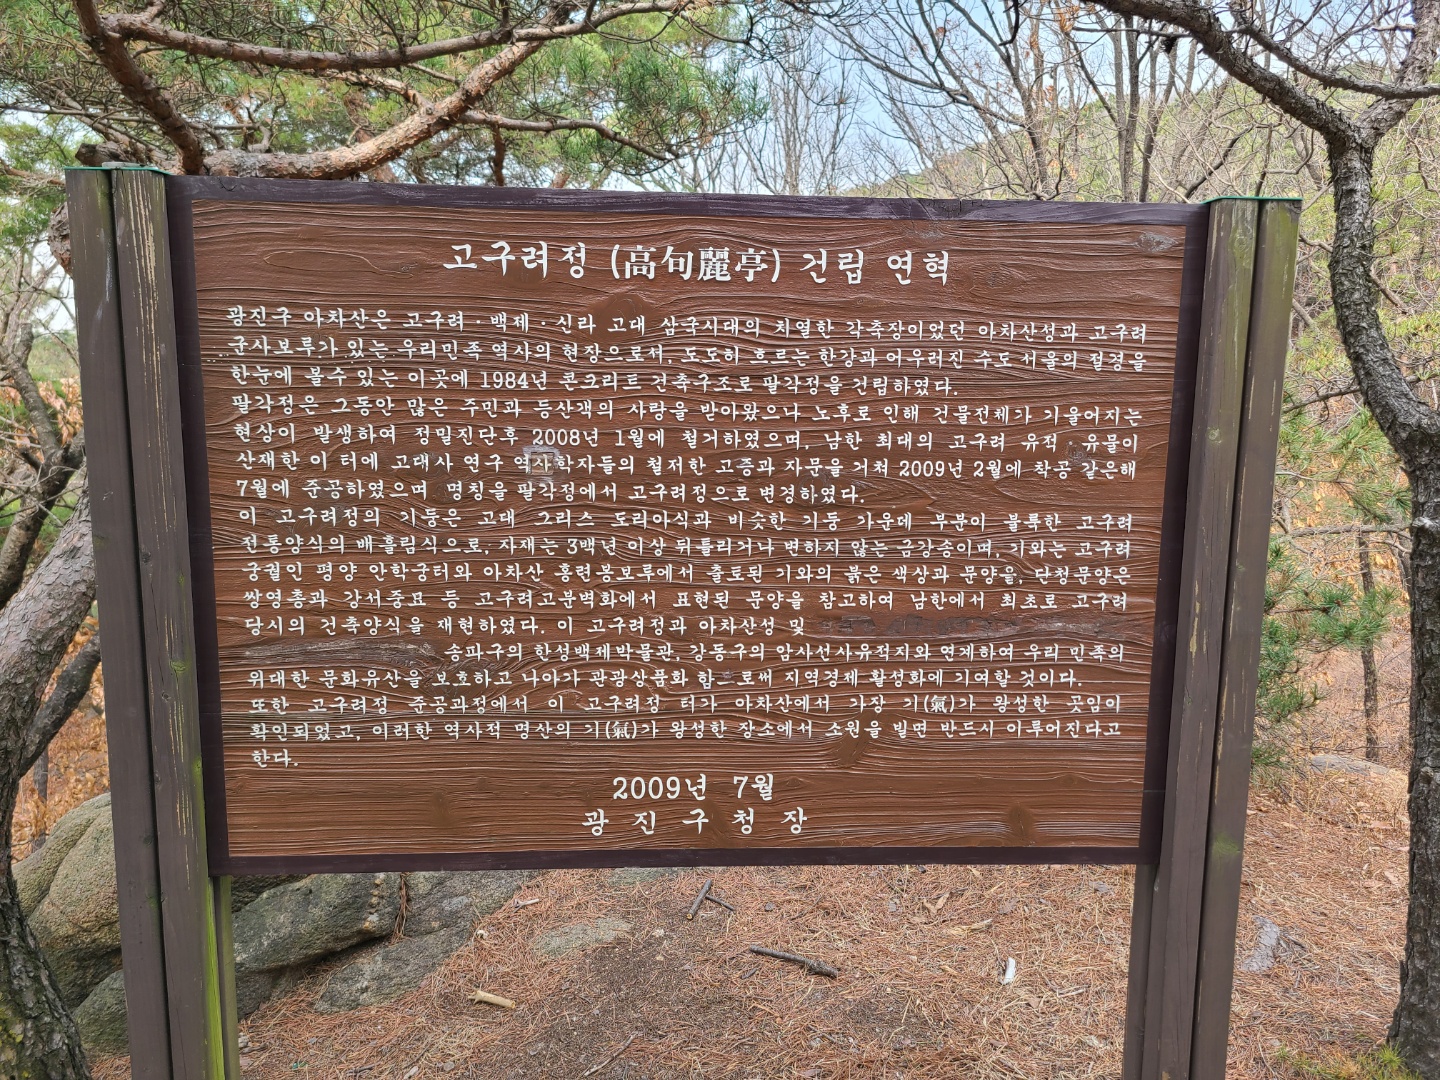 고구려정 (高句麗亭) 건립 연혁
광진구 아차산은 고구려 · 백제 · 신라 고대 삼국시대의 치열한 각축장이었던 아차산성과 고구려
군사보루가 있는 우리민족 역사의 현장으로서, 도도히 흐르는 한강과 어우러진 수도 서울의 절경을
한눈에 볼수 있는 이곳에 1984년 콘크리트 건축구조로 팔각정을 건립하였다.
팔각정은 그동안 많은 주민과 등산객의 사랑을 받아왔으나 노후로 인해 건물전체가 기울어지는
현상이 발생하여 정밀진단후 2008년 1월에 철거하였으며, 남한 최대의 고구려 유적 · 유물이
산재한 이 터에 고대사 연구 역사학자들의 철저한 고증과 자문을 거쳐 2009년 2월에 착공 같은해
7월에 준공하였으며 명칭을 팔각정에서 고구려정으로 변경하였다.
이 고구려정의 기둥은 고대 그리스 도리아식과 비슷한 기둥 가운데 부분이 볼록한 고구려
전통양식의 배흘림식으로, 자재는 3백년 이상 뒤틀리거나 변하지 않는 금강송이며, 기와는 고구려
궁궐인 평양 안학궁터와 아차산 홍련봉보루에서 출토된 기와의 붉은 색상과 문양을, 단청문양은
쌍영총과 강서중묘 등 고구려고분벽화에서 표현된 문양을 참고하여 남한에서 최초로 고구려
당시의 건축양식을 재현하였다. 이 고구려정과 아차산성 및
송파구의 한성백제박물관, 강동구의 암사선사유적지와 연계하여 우리 민족의
위대한 문화유산을 보호하고 나아가 관광상품화 함으로써 지역경제 활성화에 기여할 것이다.
또한 고구려정 준공과정에서 이 고구려정 터가 아차산에서 가장 기(氣)가 왕성한 곳임이
확인되었고, 이러한 역사적 명산의 기(氣)가 왕성한 장소에서 소원을 빌면 반드시 이루어진다고
한다.
2009년 7월
광 진 구 청 장